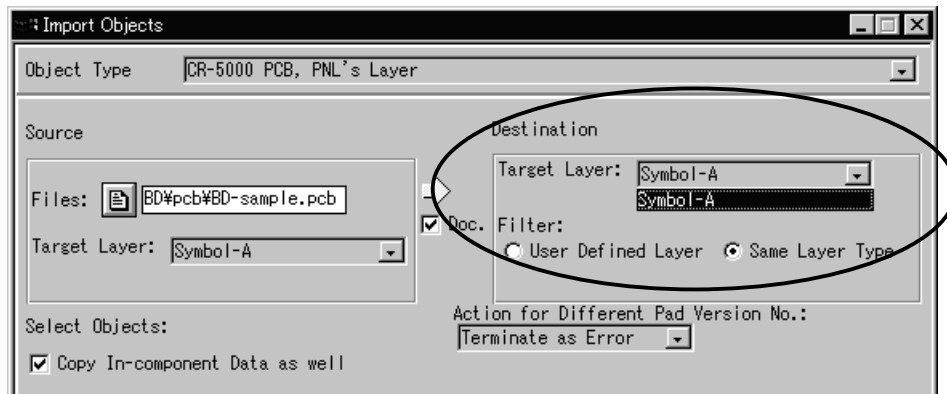 Import Objects
Object Type CR-5000 PCB, PNL's Layer
Source
Destination
Files: BD¥pcb¥BD-sample.pcb
Target Layer: Symbol-A
Doc.
Target Layer: Symbol-A
Symbol-A
Filter:
User Defined Layer Same Layer Type
Select Objects:
Copy In-component Data as well
Action for Different Pad Version No.:
Terminate as Error